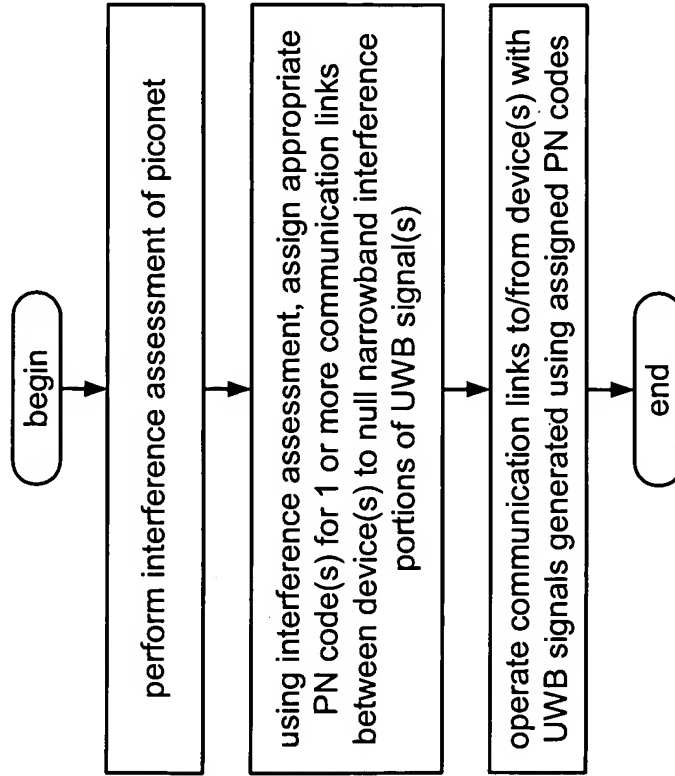 begin
perform interference assessment of piconet
using interference assessment, assign appropriate
PN code(s) for 1 or more communication links
between device(s) to null narrowband interference
portions of UWB signal(s)
operate communication links to/from device(s) with
UWB signals generated using assigned PN codes
end